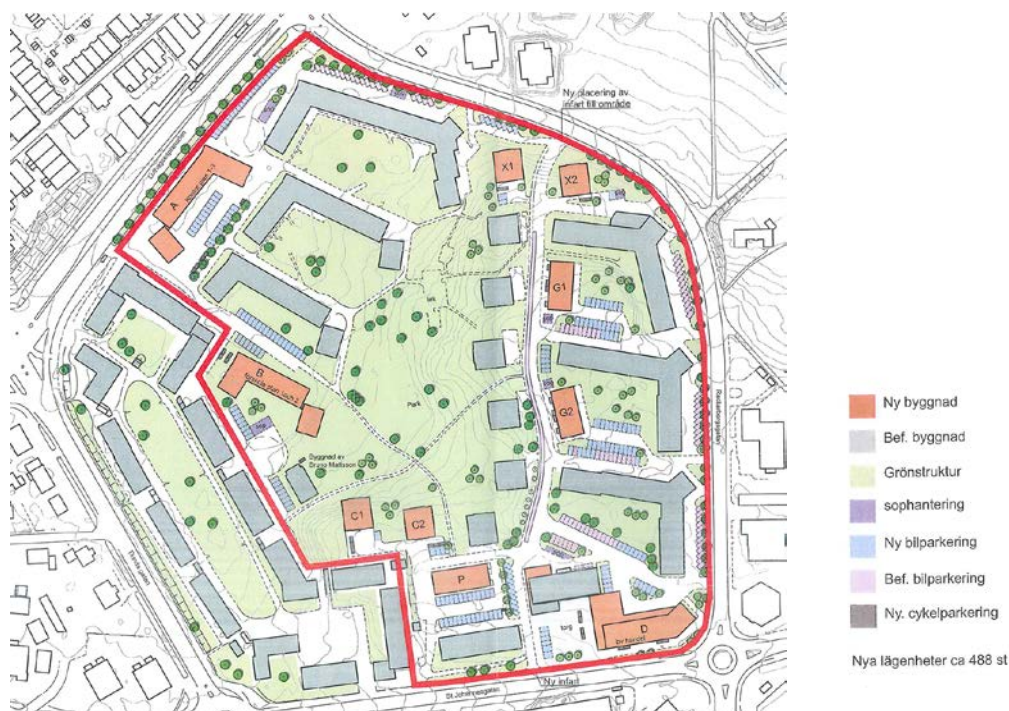 Ny placering av
infart till område
X1
X2
A
G1
lek
B
Park
G2
Byggnad av
Bruno Mattsson
C1
C2
P
D
torg
Ny infart
St Johannesgatan
Ny byggnad
Bef. byggnad
Grönstruktur
sophantering
Ny bilparkering
Bef. bilparkering
Ny. cykelparkering
Nya lägenheter ca 488 st